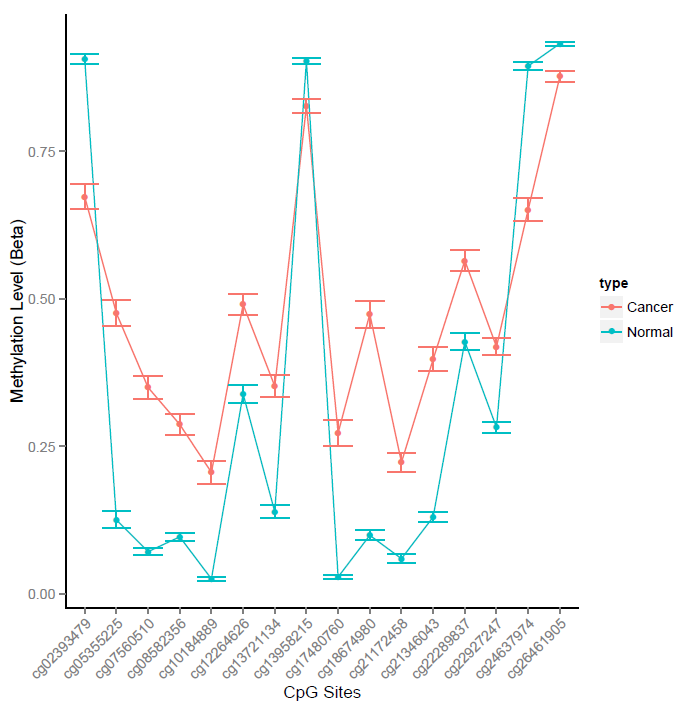 Methylation Level (Beta)
0.75
0.50
0.25
0.00
cg02393479
cg05355225
cg07560510
cg08582356
cg10184889
cg12264626
cg13721134
cg13958215
cg17480760
cg18674980
cg21172458
cg21346043
cg22289837
cg22927247
cg24637974
cg26461905
CpG Sites
type
Cancer
Normal